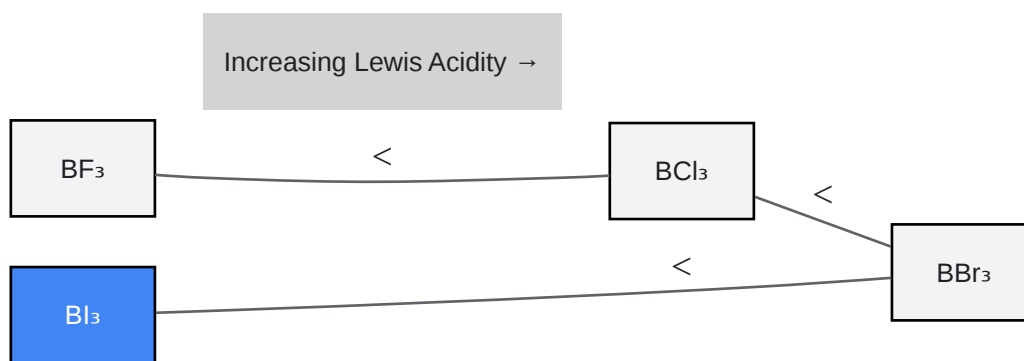 Increasing Lewis Acidity →
BF₃
<
BCl₃
<
BBr₃
<
BI₃